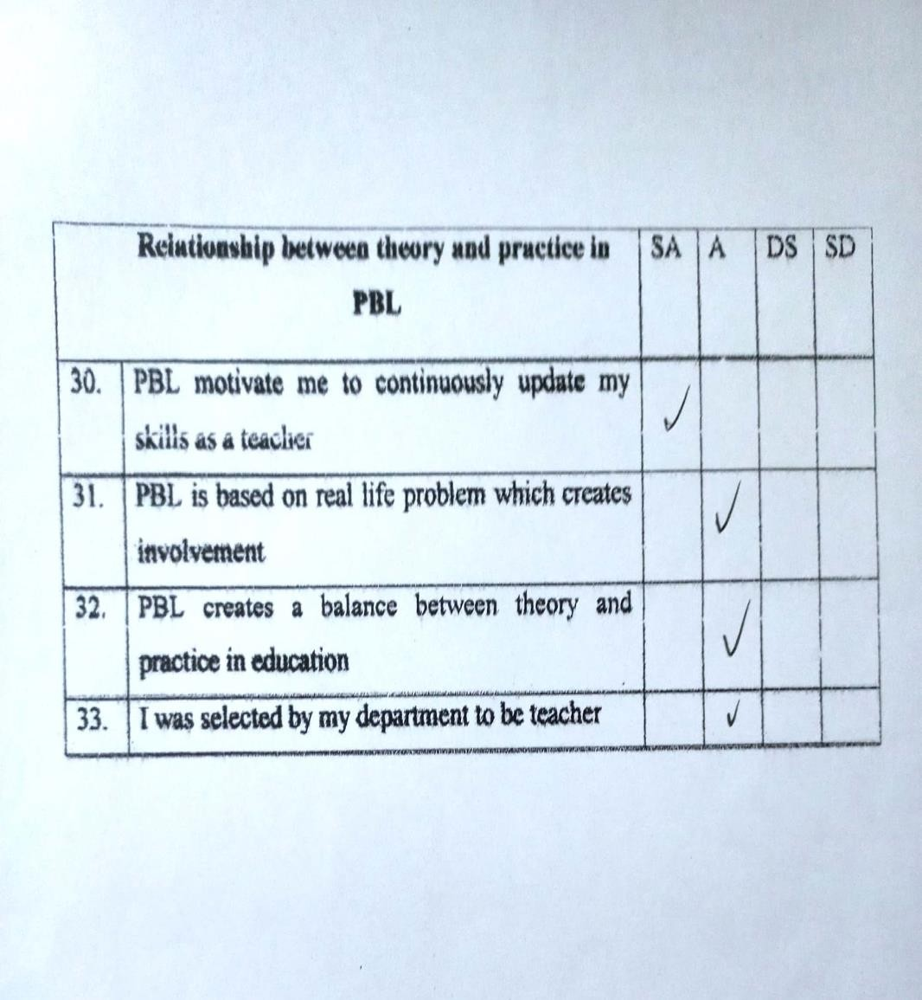 Relationship between theory and practice in SA A DS SD
PBL
30. PBL motivate me to continuously update my
skills as a teacher
31. PBL is based on real life problem which creates
involvement
32. PBL creates a balance between theory and
practice in education
33. I was selected by my department to be teacher